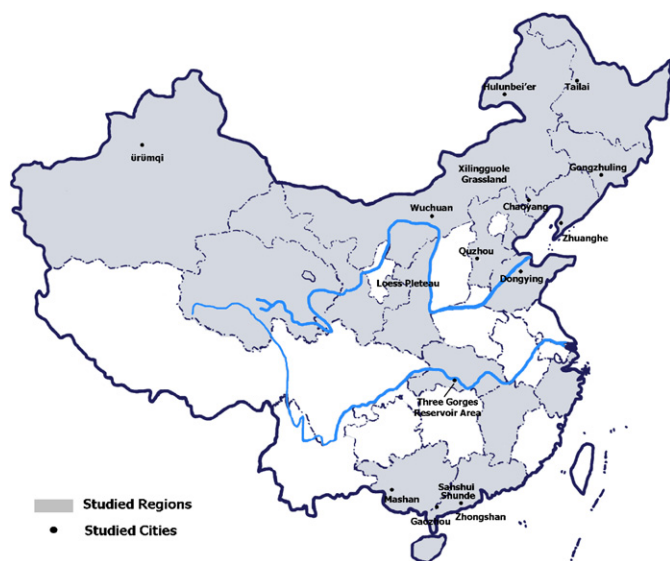 Hulunbei'er
Tailai
ürümqi
Xilingguole
Grassland
Gongzhuling
Chaoyang
Wuchuan
Zhuanghe
Quzhou
Dongying
Loess-Pleteau
Three Gorges
Reservoir Area
Mashan
Sanshui
Shunde
Gaozhou
Zhongshan
Studied Regions
Studied Cities